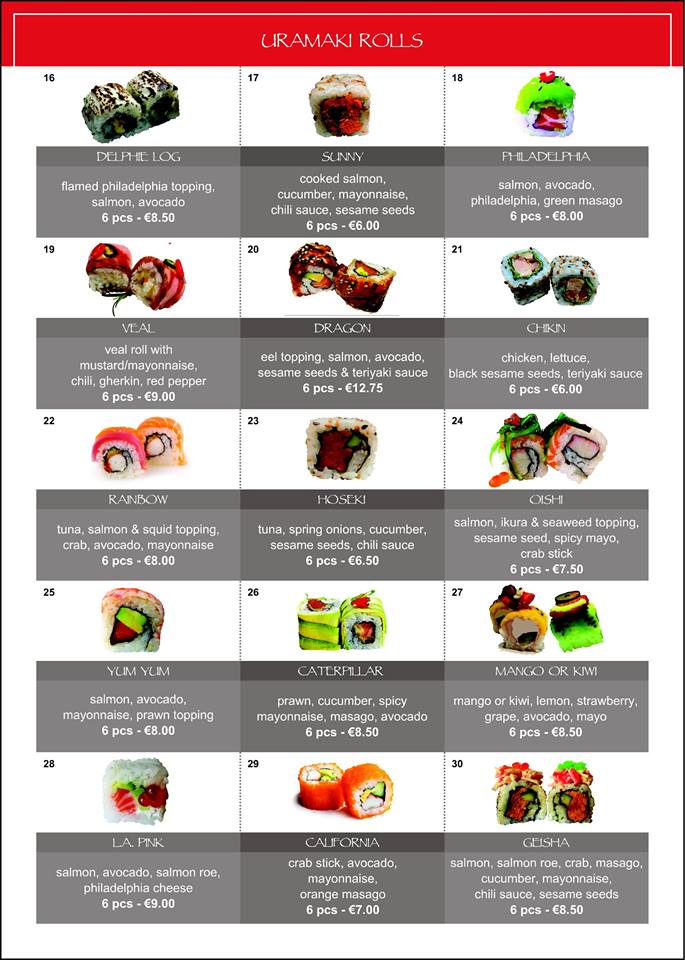 URAMAKI ROLLS
16
17
18
DELPHIE LOG
flamed philadelphia topping,
salmon, avocado
6 pcs - €8.50
SUNNY
cooked salmon,
cucumber, mayonnaise,
chili sauce, sesame seeds
6 pcs - €6.00
PHILADELPHIA
salmon, avocado,
philadelphia, green masago
6 pcs - €8.00
19
20
21
VEAL
veal roll with
mustard/mayonnaise,
chili, gherkin, red pepper
6 pcs - €9.00
DRAGON
eel topping, salmon, avocado,
sesame seeds & teriyaki sauce
6 pcs - €12.75
CHIKIN
chicken, lettuce,
black sesame seeds, teriyaki sauce
6 pcs - €6.00
22
23
24
RAINBOW
tuna, salmon & squid topping,
crab, avocado, mayonnaise
6 pcs - €8.00
HOSEKI
tuna, spring onions, cucumber,
sesame seeds, chili sauce
6 pcs - €6.50
OISHI
salmon, ikura & seaweed topping,
sesame seed, spicy mayo,
crab stick
6 pcs - €7.50
25
26
27
YUM YUM
salmon, avocado,
mayonnaise, prawn topping
6 pcs - €8.00
CATERPILLAR
prawn, cucumber, spicy
mayonnaise, masago, avocado
6 pcs - €8.50
MANGO OR KIWI
mango or kiwi, lemon, strawberry,
grape, avocado, mayo
6 pcs - €8.50
28
29
30
L.A. PINK
salmon, avocado, salmon roe,
philadelphia cheese
6 pcs - €9.00
CALIFORNIA
crab stick, avocado,
mayonnaise,
orange masago
6 pcs - €7.00
GEISHA
salmon, salmon roe, crab, masago,
cucumber, mayonnaise,
chili sauce, sesame seeds
6 pcs - €8.50